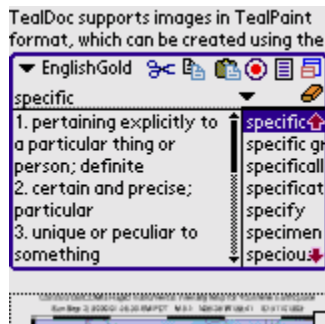 TealDoc supports images in TealPaint
format, which can be created using the
EnglishGold
specific
1. pertaining explicitly to
a particular thing or
person; definite
2. certain and precise;
particular
3. unique or peculiar to
something
specific
specific gr
specificall
specificat
specify
specimen
speciou